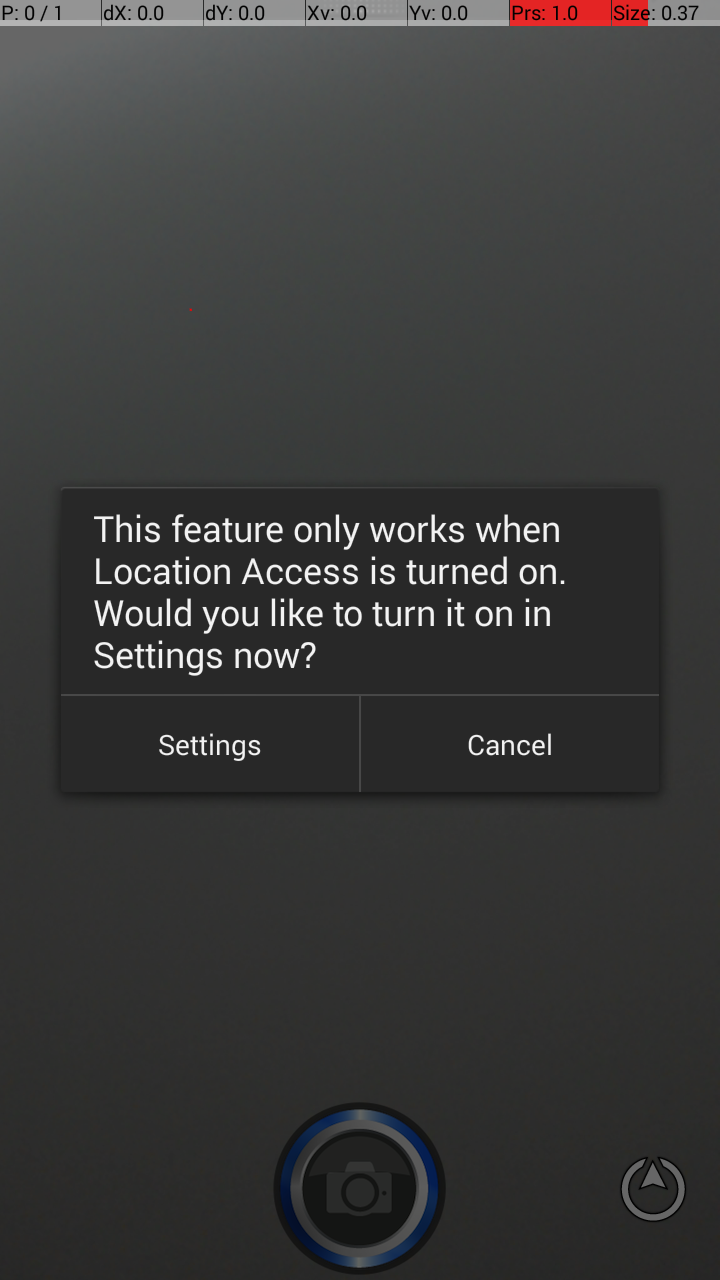 P: 0 / 1 dX: 0.0 dY: 0.0 Xv: 0.0 Yv: 0.0 Prs: 1.0 Size: 0.37
This feature only works when
Location Access is turned on.
Would you like to turn it on in
Settings now?
Settings Cancel